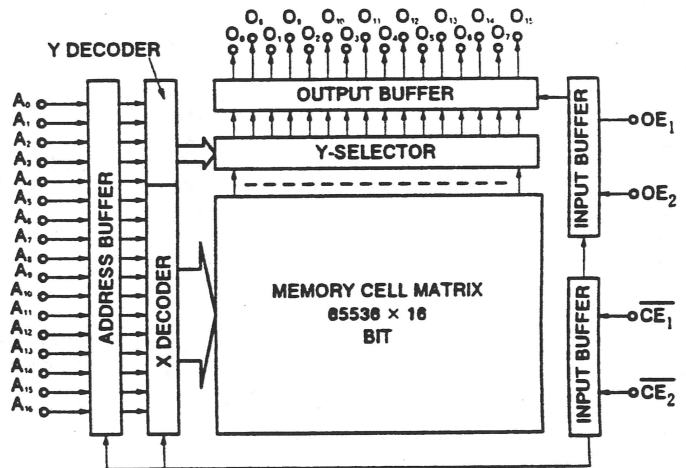 O₈ O₉ O₁₀ O₁₁ O₁₂ O₁₃ O₁₄ O₁₅
O₀ O₁ O₂ O₃ O₄ O₅ O₆ O₇
Y DECODER
OUTPUT BUFFER
Y-SELECTOR
A₀
A₁
A₂
A₃
A₄
A₅
A₆
A₇
A₈
A₉
A₁₀
A₁₁
A₁₂
A₁₃
A₁₄
A₁₅
A₁₆
ADDRESS BUFFER
X DECODER
MEMORY CELL MATRIX
65536 × 16
BIT
INPUT BUFFER
OE₁
OE₂
INPUT BUFFER
C̅E̅₁
C̅E̅₂